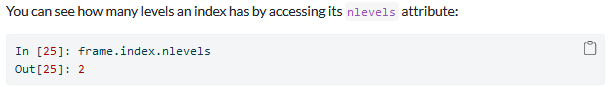 You can see how many levels an index has by accessing its nlevels attribute:
In [25]: frame.index.nlevels
Out[25]: 2